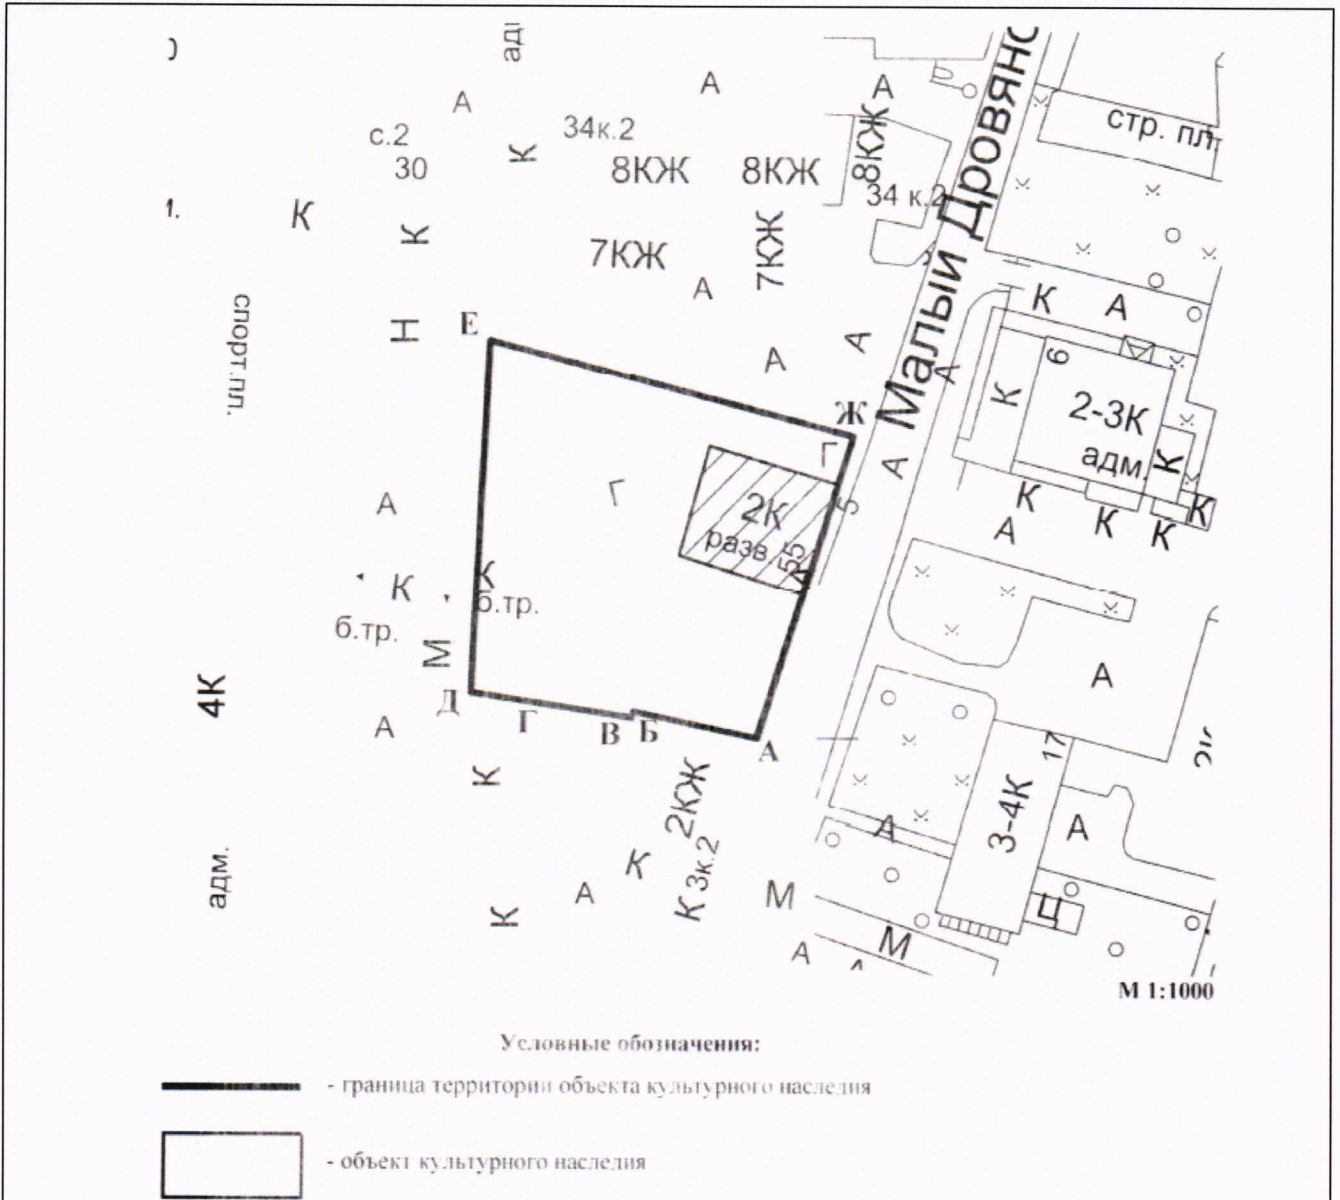 А
А
А
с.2
34к.2
К
30
8КЖ
8КЖ
8КЖ
стр. пл.
34 к.2
1.
К
К
7КЖ
7КЖ
А
К
А
спорт.пл.
Н
Е
А
А
Малый
А
6
К
2-3К
адм.
К
Ж
Г
А
Г
К
К
К
К
А
А
2К
разв.
55
5
К
К
б.тр.
б.тр.
М
А
4К
Д
Г
В
Б
А
А
17
К
2КЖ
3-4К
А
А
К
К 3к.2
адм.
А
К
М
Ц
М
А
М 1:1000
Условные обозначения:
- граница территории объекта культурного наследия
- объект культурного наследия